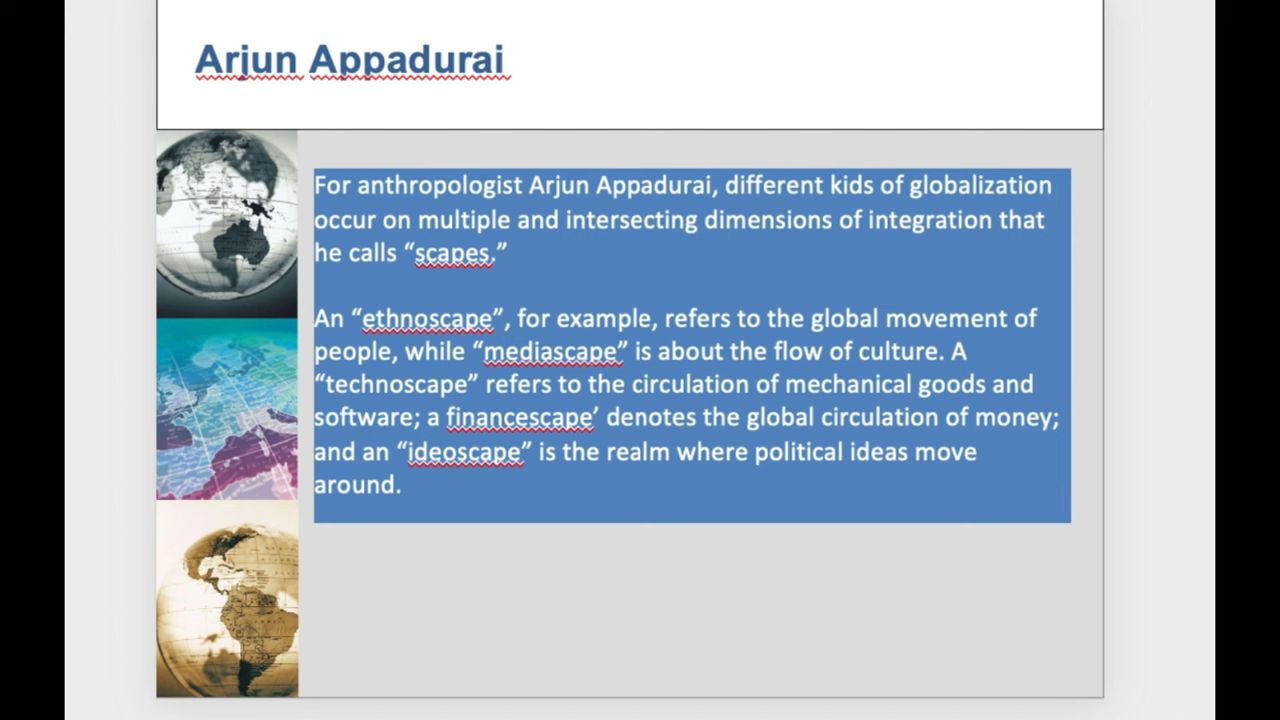 Arjun Appadurai
For anthropologist Arjun Appadurai, different kids of globalization
occur on multiple and intersecting dimensions of integration that
he calls “scapes.”
An “ethnoscape”, for example, refers to the global movement of
people, while “mediascape” is about the flow of culture. A
“technoscape” refers to the circulation of mechanical goods and
software; a financescape’ denotes the global circulation of money;
and an “ideoscape” is the realm where political ideas move
around.